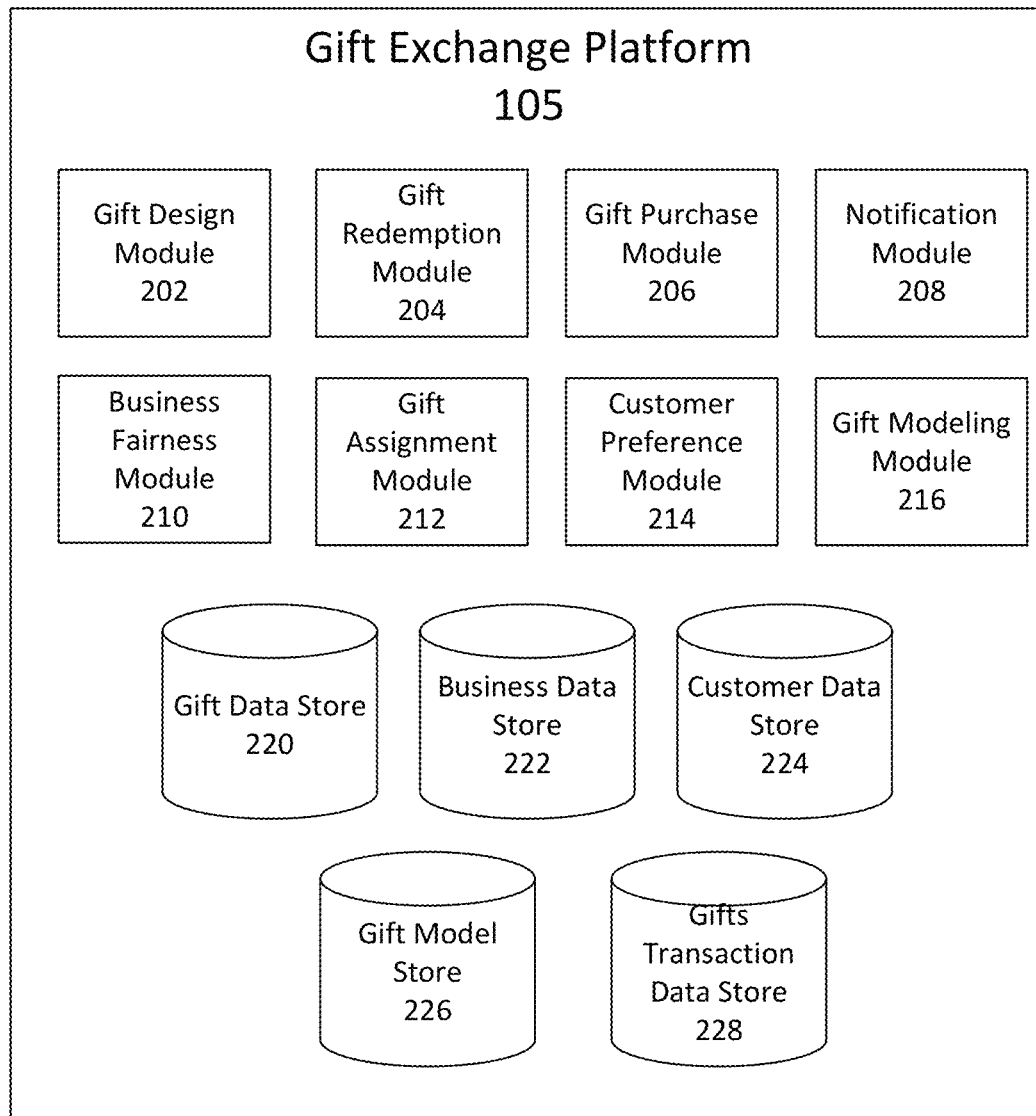 Gift Exchange Platform
105
Gift Design
Module
202
Gift
Redemption
Module
204
Gift Purchase
Module
206
Notification
Module
208
Business
Fairness
Module
210
Gift
Assignment
Module
212
Customer
Preference
Module
214
Gift Modeling
Module
216
Gift Data Store
220
Business Data
Store
222
Customer Data
Store
224
Gift Model
Store
226
Gifts
Transaction
Data Store
228